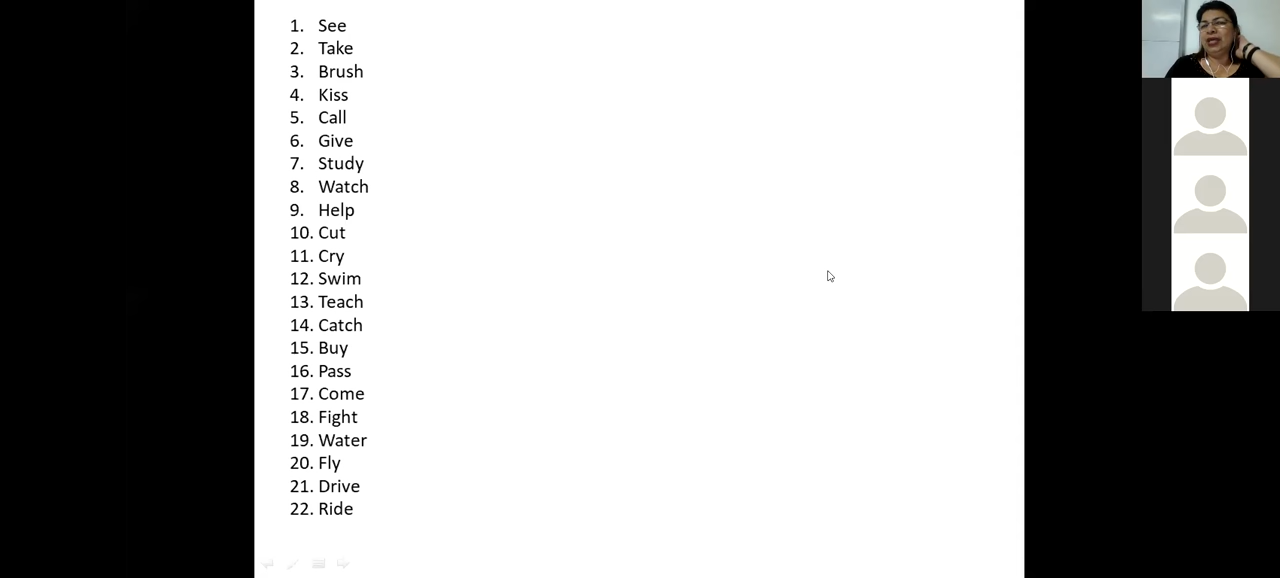 1. See
2. Take
3. Brush
4. Kiss
5. Call
6. Give
7. Study
8. Watch
9. Help
10. Cut
11. Cry
12. Swim
13. Teach
14. Catch
15. Buy
16. Pass
17. Come
18. Fight
19. Water
20. Fly
21. Drive
22. Ride